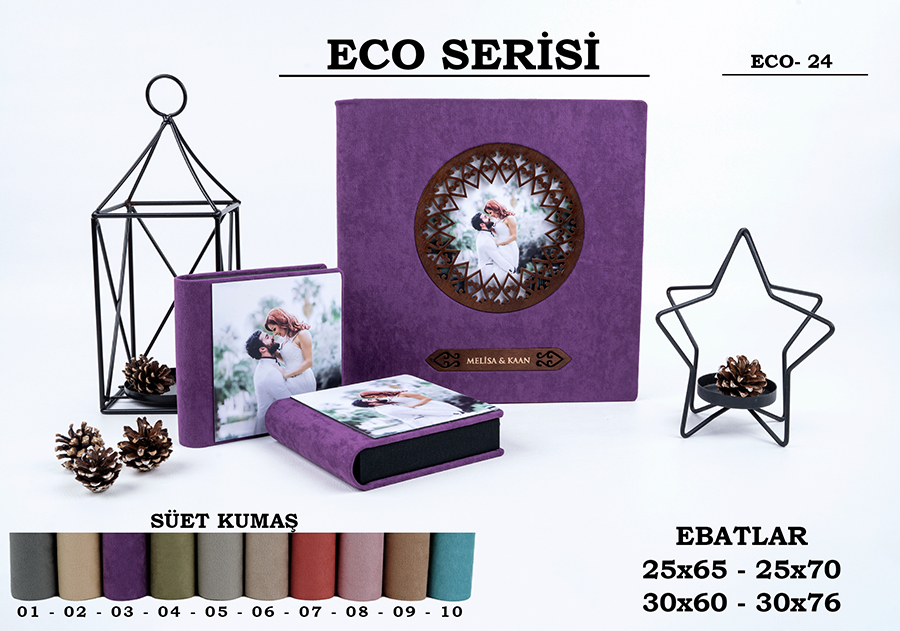 ECO SERİSİ
ECO- 24
MELİSA & KAAN
SÜET KUMAŞ
01 - 02 - 03 - 04 - 05 - 06 - 07 - 08 - 09 - 10
EBATLAR
25x65 - 25x70
30x60 - 30x76